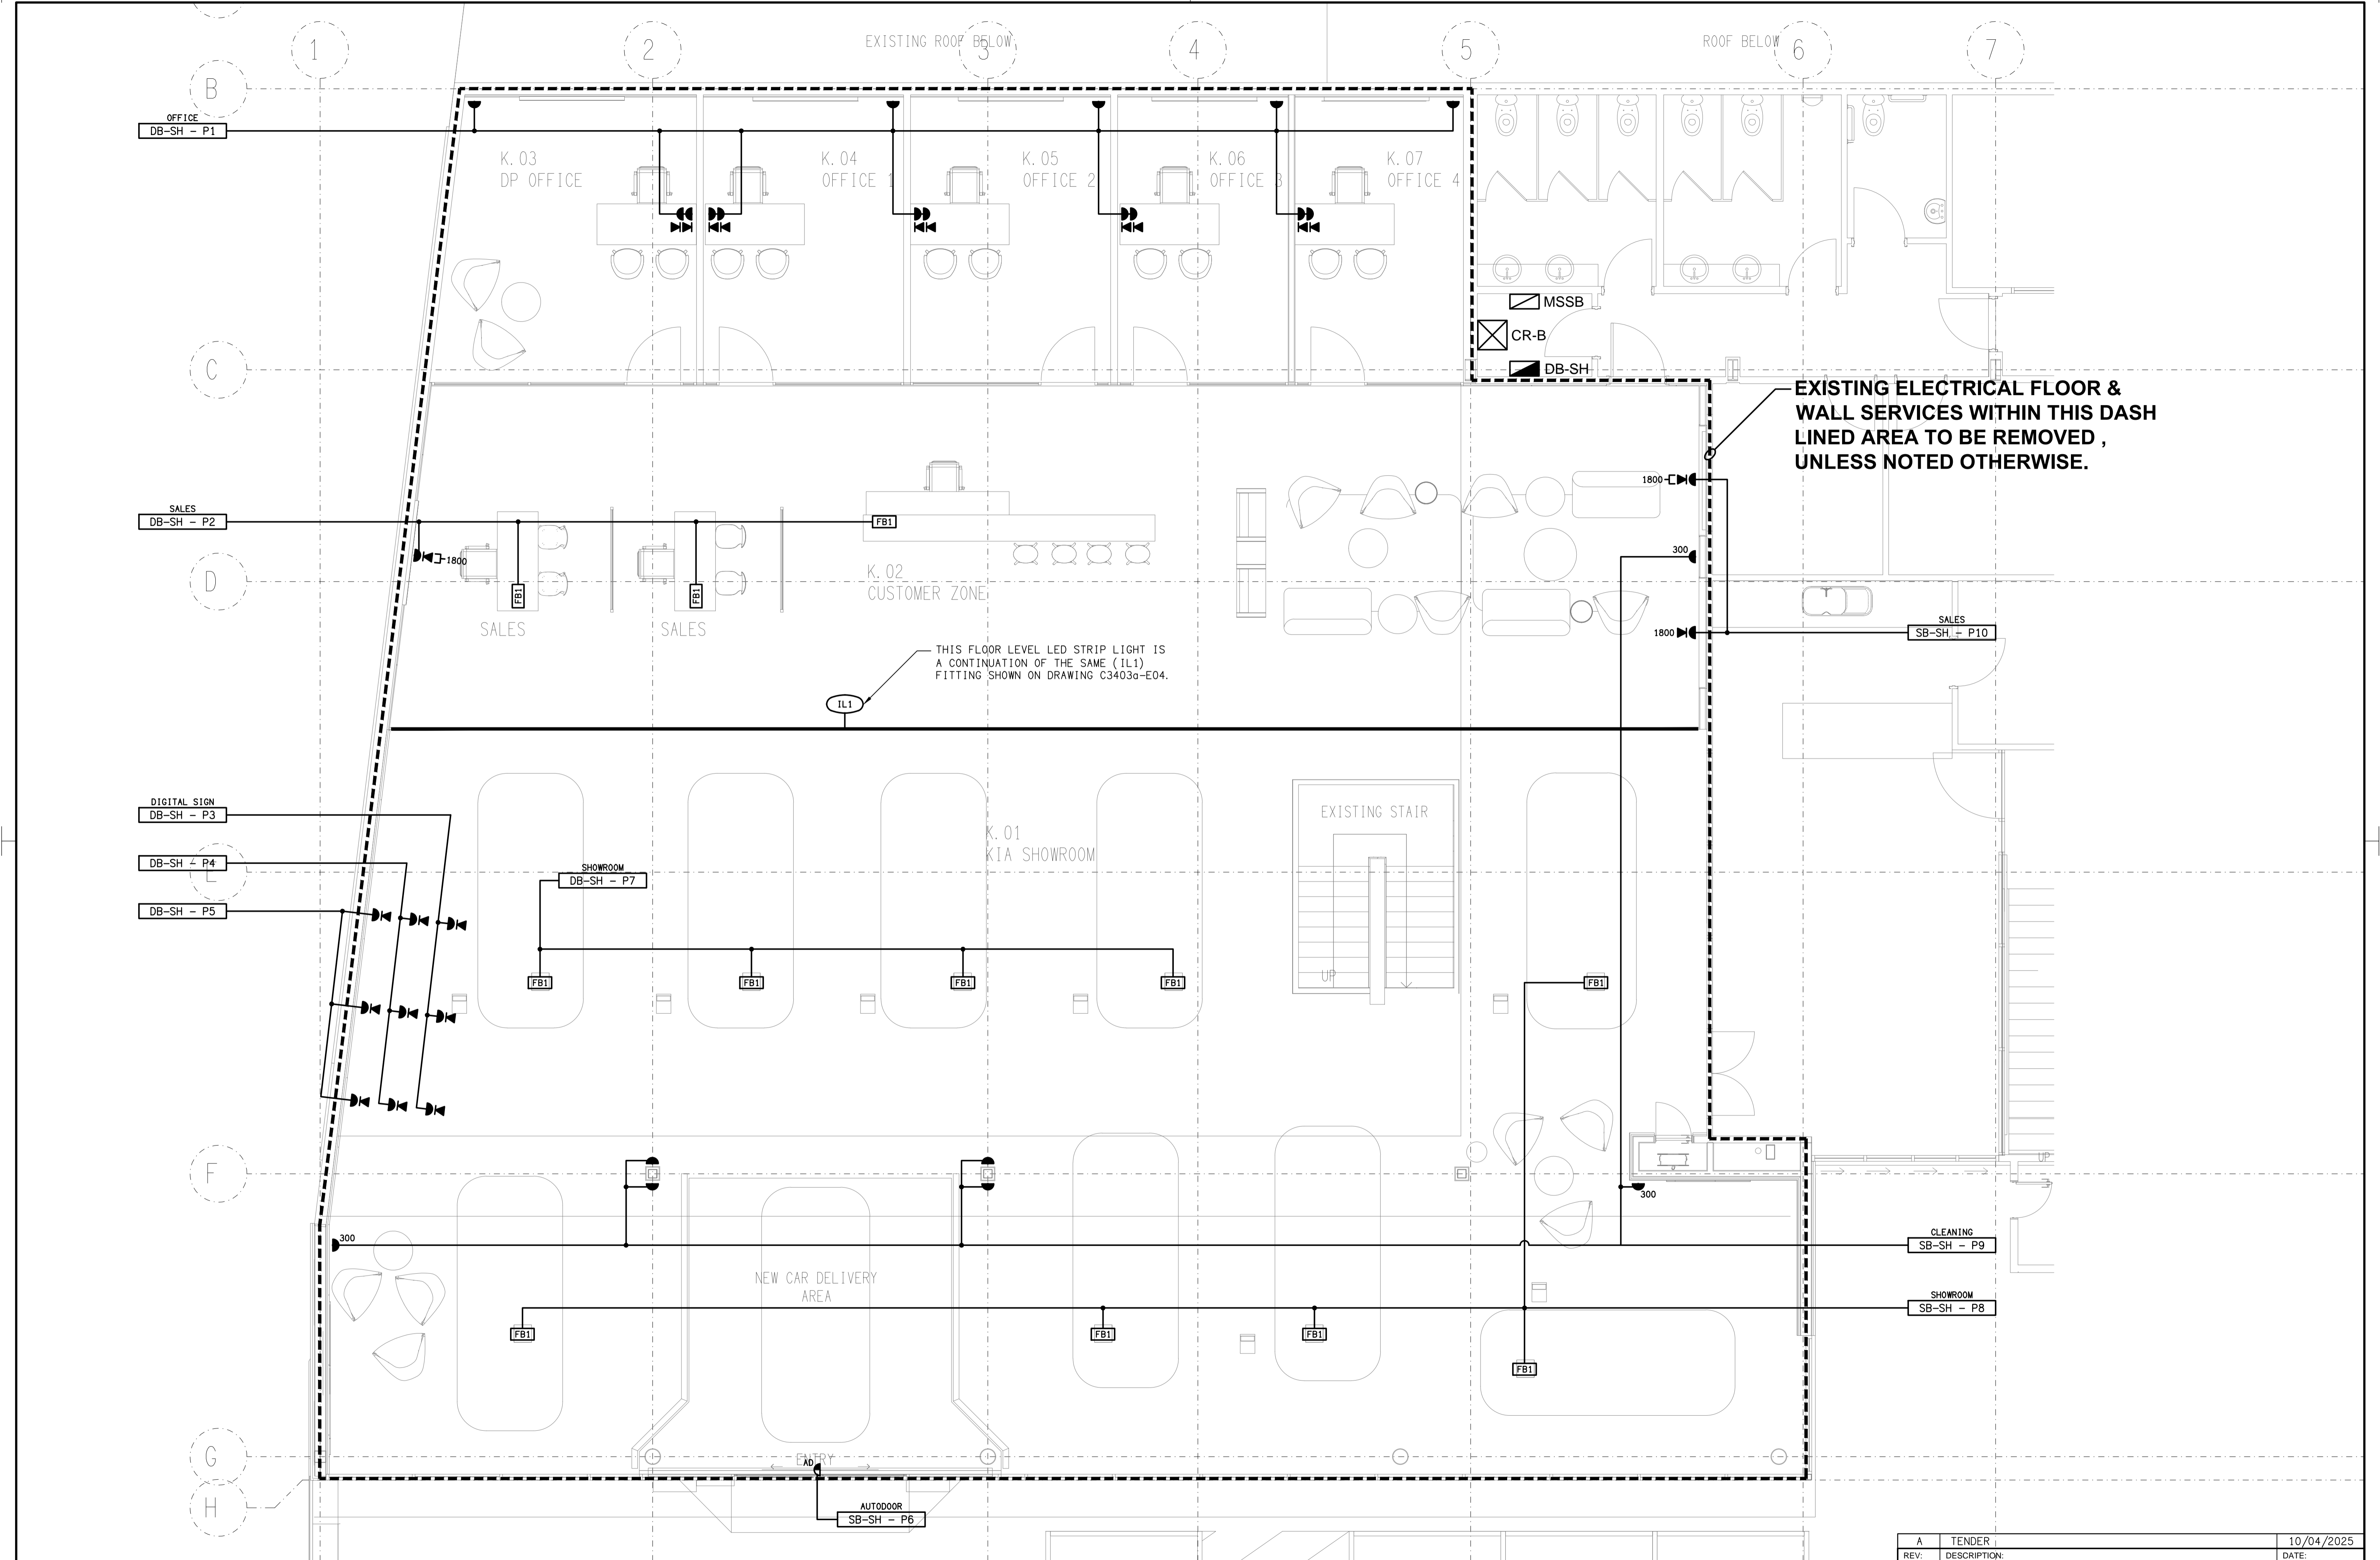 1
2
EXISTING ROOF BELOW
3
4
5
ROOF BELOW
6
7
B
OFFICE
DB-SH - P1
K.03
DP OFFICE
K.04
OFFICE 1
K.05
OFFICE 2
K.06
OFFICE 3
K.07
OFFICE 4
MSSB
CR-B
DB-SH
C
EXISTING ELECTRICAL FLOOR &
WALL SERVICES WITHIN THIS DASH
LINED AREA TO BE REMOVED ,
UNLESS NOTED OTHERWISE.
SALES
DB-SH - P2
FB1
1800
1800
300
D
FB1
FB1
K.02
CUSTOMER ZONE
SALES
SALES
1800
SALES
SB-SH - P10
THIS FLOOR LEVEL LED STRIP LIGHT IS
A CONTINUATION OF THE SAME (IL1)
FITTING SHOWN ON DRAWING C3403a-E04.
IL1
DIGITAL SIGN
DB-SH - P3
EXISTING STAIR
K.01
KIA SHOWROOM
DB-SH - P4
E
SHOWROOM
DB-SH - P7
DB-SH - P5
UP
FB1
FB1
FB1
FB1
FB1
F
UP
300
300
CLEANING
SB-SH - P9
NEW CAR DELIVERY
AREA
SHOWROOM
SB-SH - P8
FB1
FB1
FB1
FB1
G
ENTRY
AD
H
AUTODOOR
SB-SH - P6
A TENDER 10/04/2025
REV: DESCRIPTION: DATE: